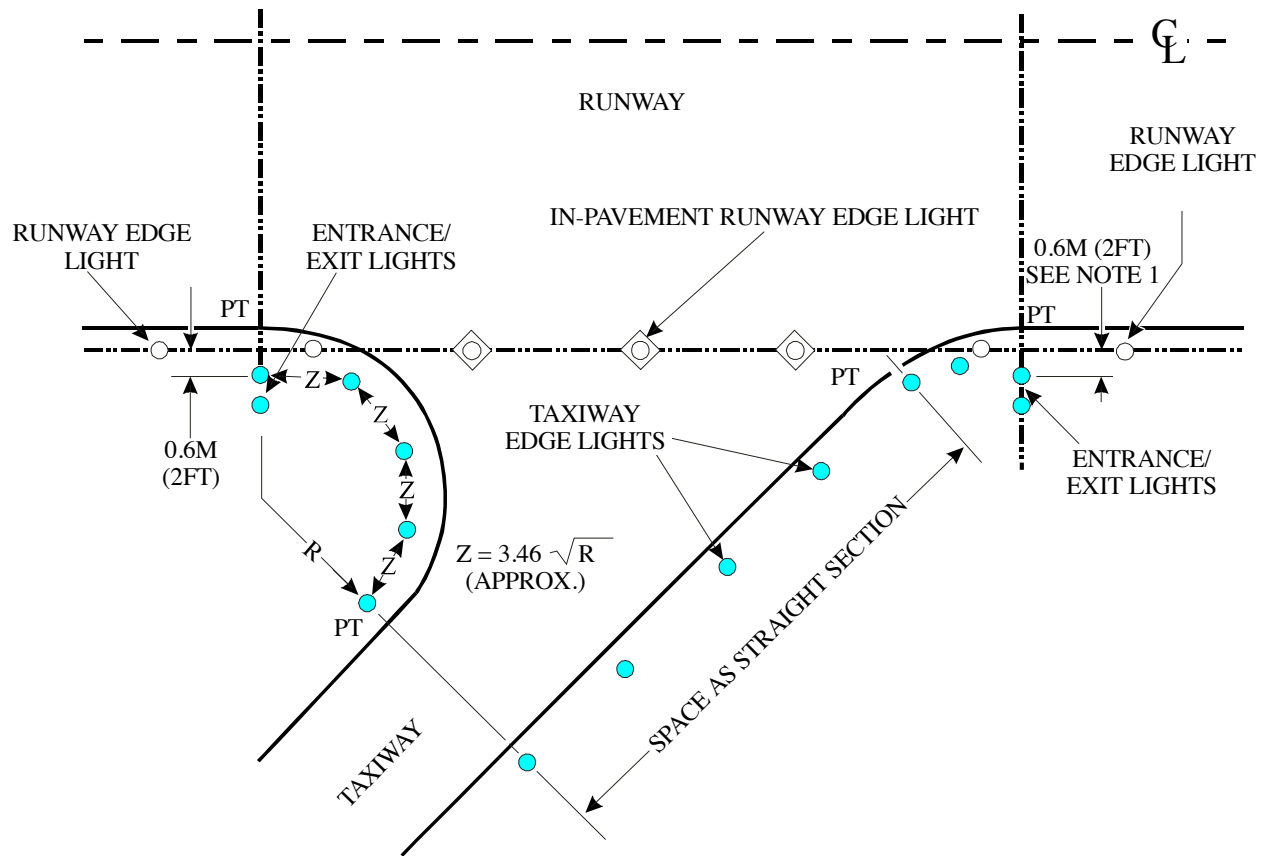 ℄
RUNWAY
RUNWAY
EDGE LIGHT
IN-PAVEMENT RUNWAY EDGE LIGHT
RUNWAY EDGE
LIGHT
ENTRANCE/
EXIT LIGHTS
0.6M (2FT)
SEE NOTE 1
PT
PT
PT
Z
Z
Z
Z
TAXIWAY
EDGE LIGHTS
0.6M
(2FT)
ENTRANCE/
EXIT LIGHTS
R
Z = 3.46 √R
(APPROX.)
PT
SPACE AS STRAIGHT SECTION
TAXIWAY